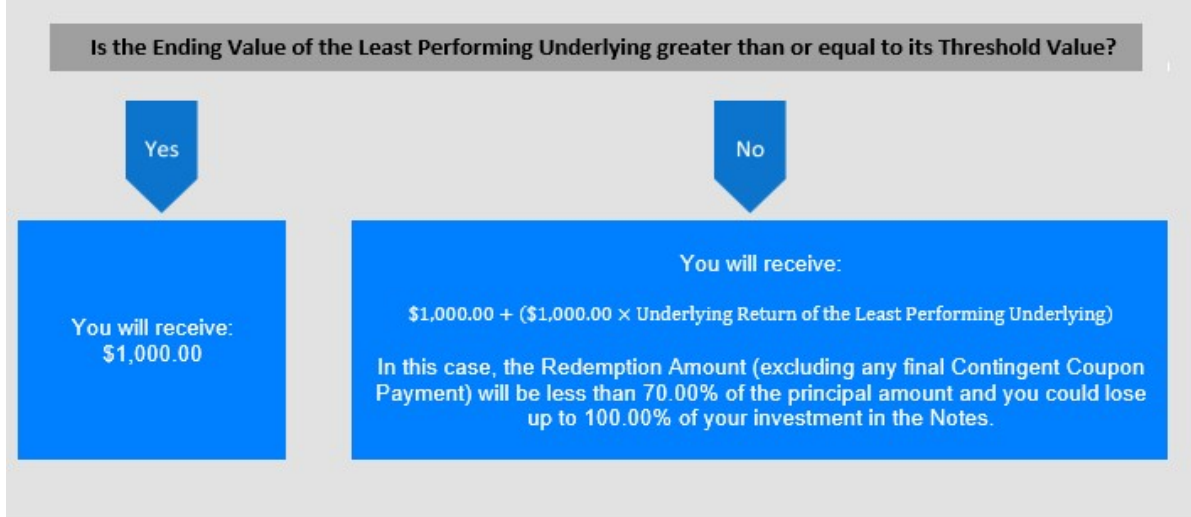 Is the Ending Value of the Least Performing Underlying greater than or equal to its Threshold Value?
Yes
No
You will receive:
$1,000.00
You will receive:
$1,000.00 + ($1,000.00 × Underlying Return of the Least Performing Underlying)
In this case, the Redemption Amount (excluding any final Contingent Coupon
Payment) will be less than 70.00% of the principal amount and you could lose
up to 100.00% of your investment in the Notes.